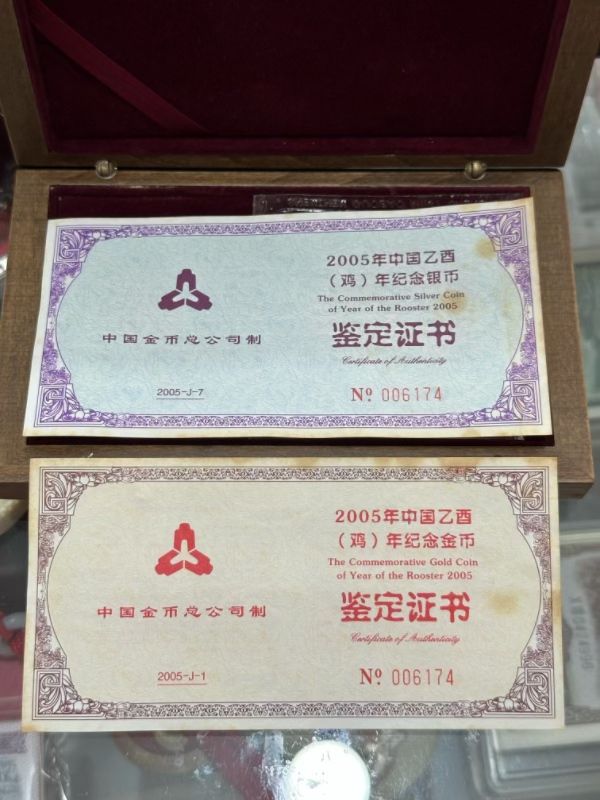 2005年中国乙酉
（鸡）年纪念银币
The Commemorative Silver Coin
of Year of the Rooster 2005
鉴定证书
Certificate of Authenticity
中国金币总公司制
2005-J-7
Nº 006174
2005年中国乙酉
（鸡）年纪念金币
The Commemorative Gold Coin
of Year of the Rooster 2005
鉴定证书
Certificate of Authenticity
中国金币总公司制
2005-J-1
Nº 006174